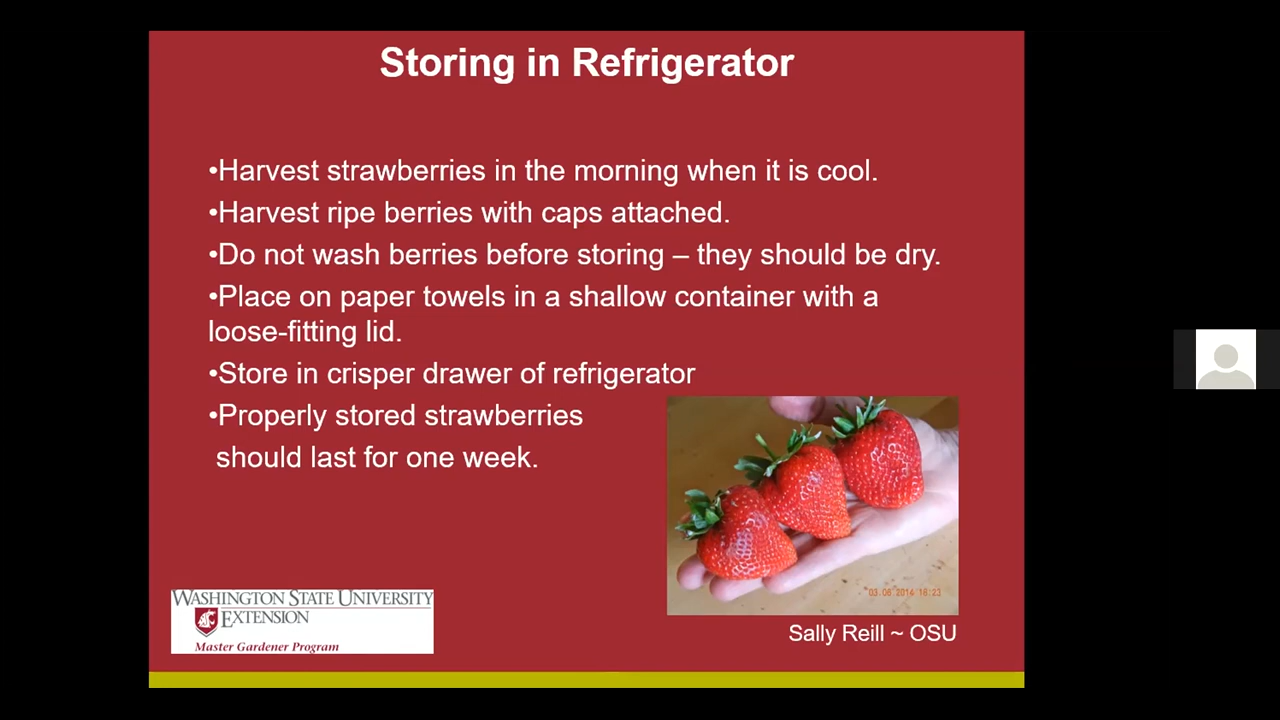 Storing in Refrigerator
•Harvest strawberries in the morning when it is cool.
•Harvest ripe berries with caps attached.
•Do not wash berries before storing – they should be dry.
•Place on paper towels in a shallow container with a
loose-fitting lid.
•Store in crisper drawer of refrigerator
•Properly stored strawberries
should last for one week.
WASHINGTON STATE UNIVERSITY
EXTENSION
Master Gardener Program
Sally Reill ~ OSU